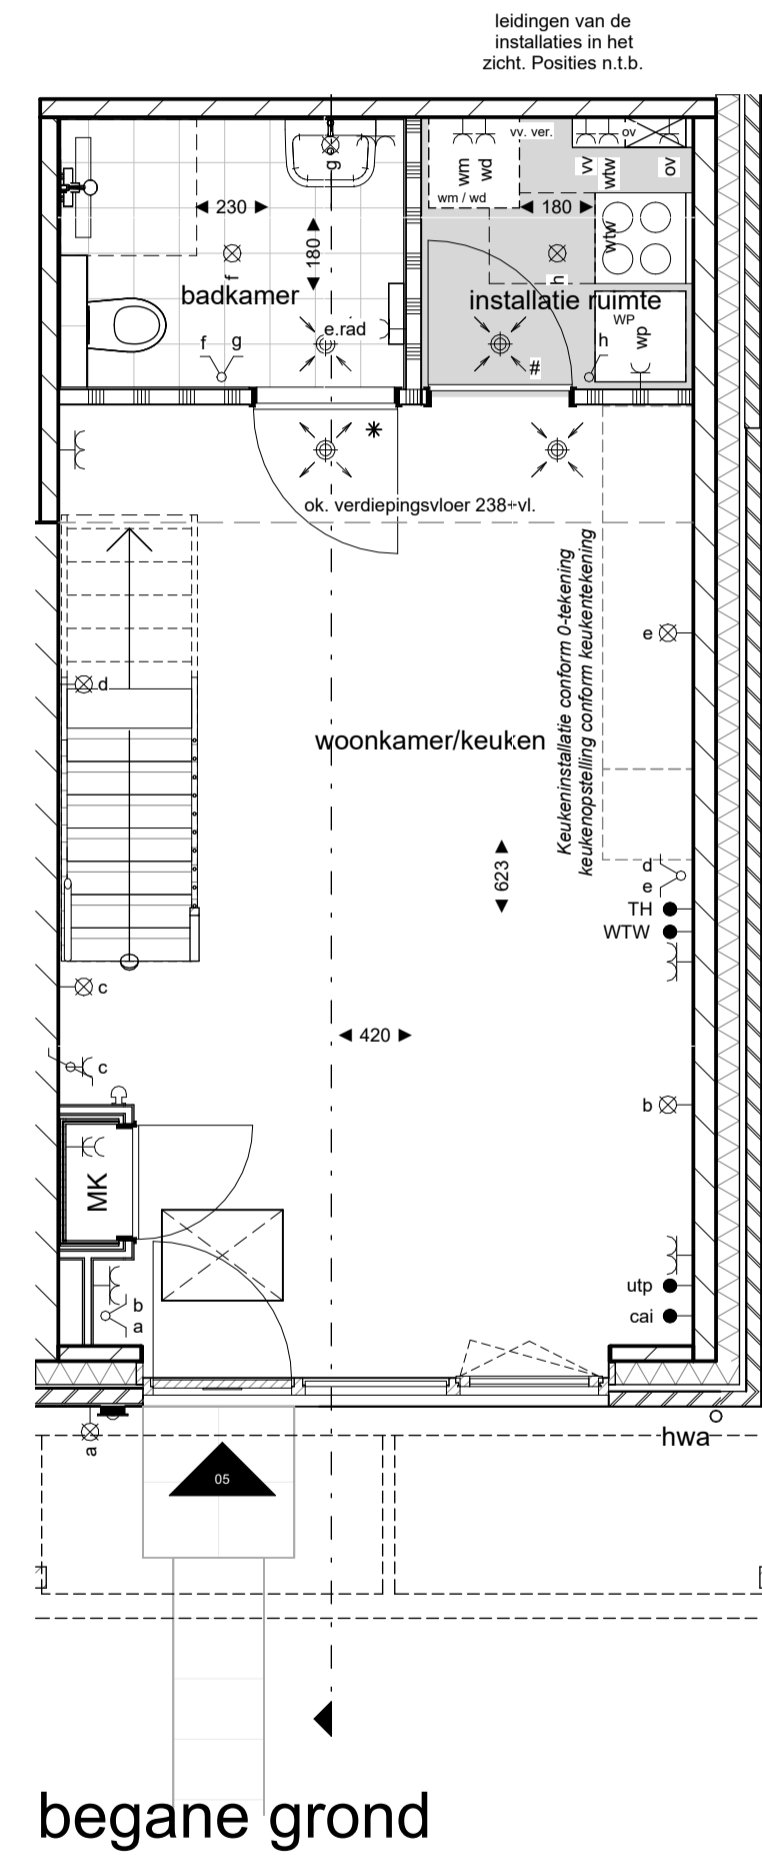 leidingen van de
installaties in het
zicht. Posities n.t.b.
g
wm
wd
wm / wd
vv. ver.
ov
vv
wtw
ov
230
180
180
wtw
f
h
badkamer
installatie ruimte
WP
wp
e.rad
f
g
h
#
*
ok. verdiepingsvloer 238+vl.
Keukeninstallatie conform 0-tekening
keukenopstelling conform keukentekening
e
d
woonkamer/keuken
623
d
e
TH
WTW
c
420
c
b
MK
utp
cai
b
a
a
hwa
05
begane grond